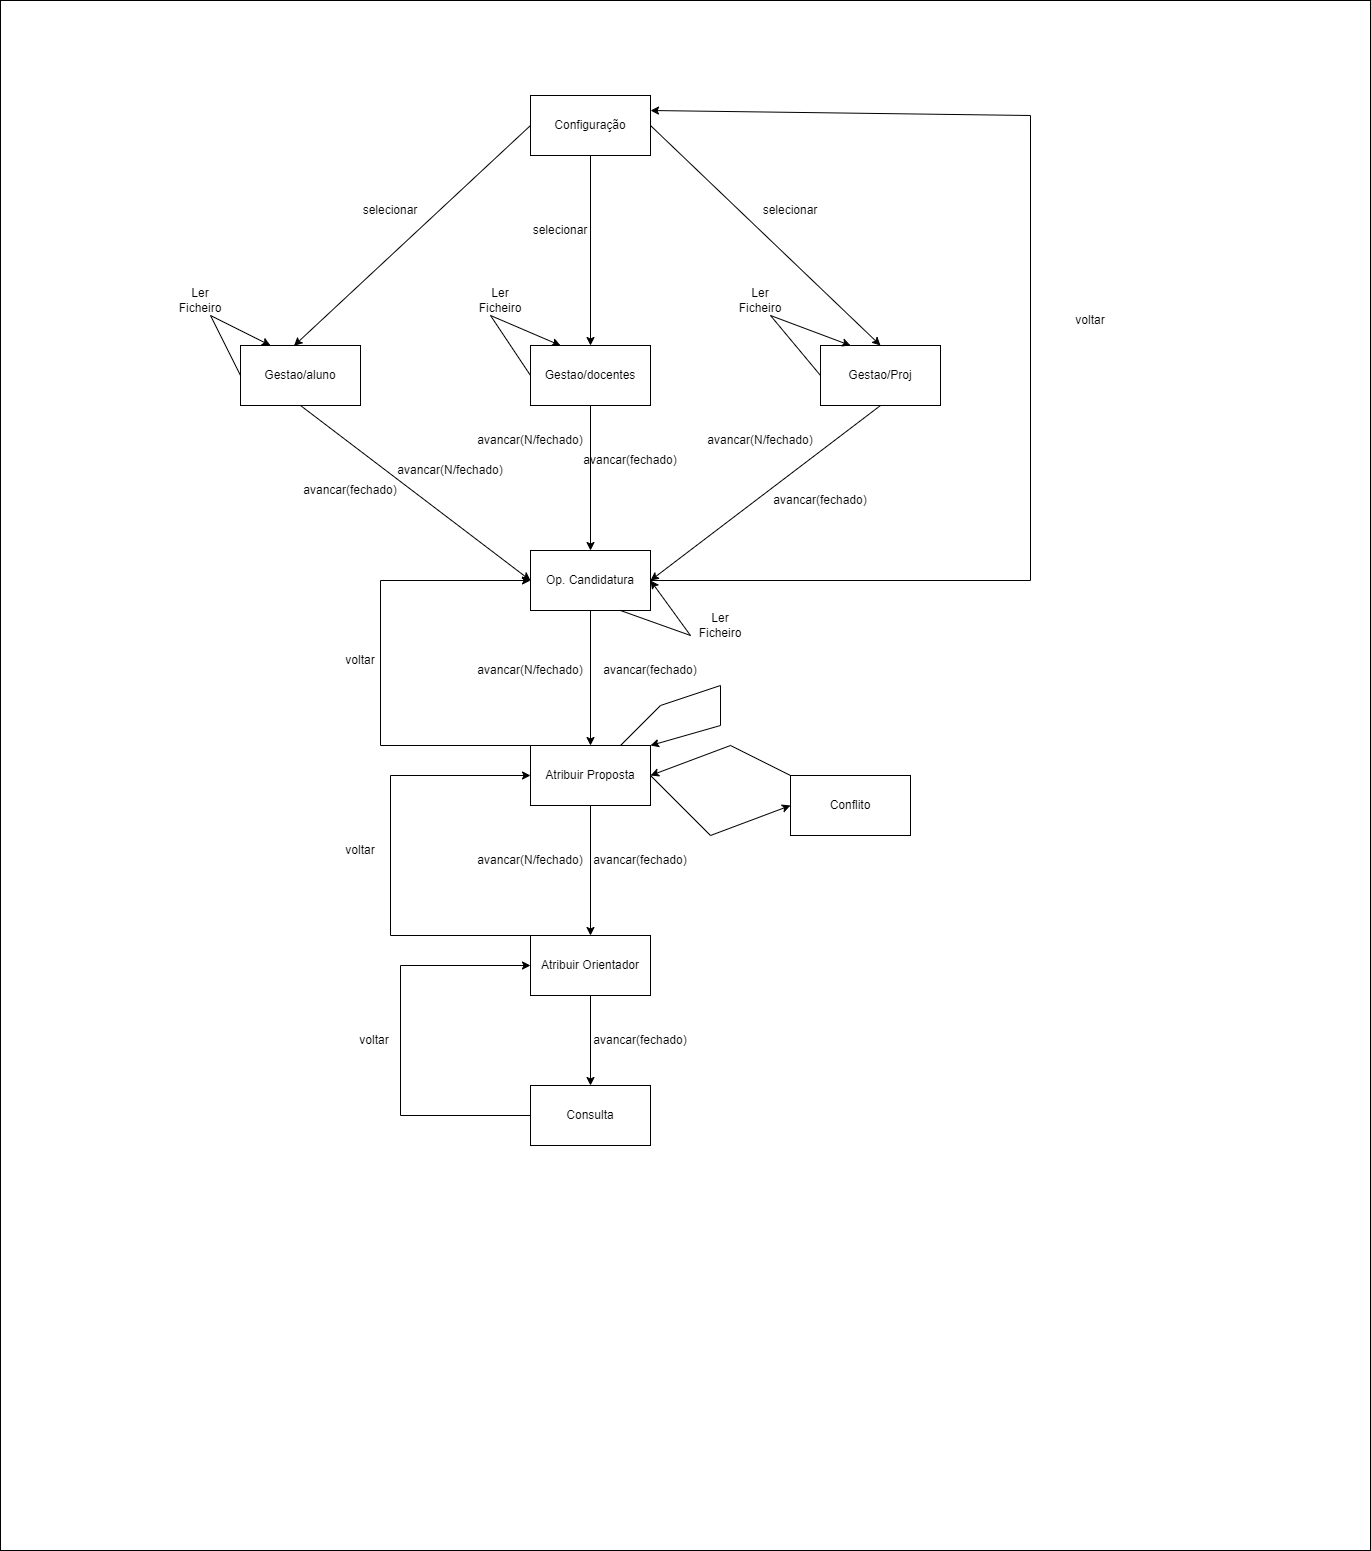 Configuração
selecionar
selecionar
selecionar
Ler
Ficheiro
Ler
Ficheiro
Ler
Ficheiro
voltar
Gestao/aluno
Gestao/docentes
Gestao/Proj
avancar(N/fechado)
avancar(N/fechado)
avancar(fechado)
avancar(N/fechado)
avancar(fechado)
avancar(fechado)
Op. Candidatura
Ler
Ficheiro
voltar
avancar(N/fechado)
avancar(fechado)
Atribuir Proposta
Conflito
voltar
avancar(N/fechado)
avancar(fechado)
Atribuir Orientador
voltar
avancar(fechado)
Consulta